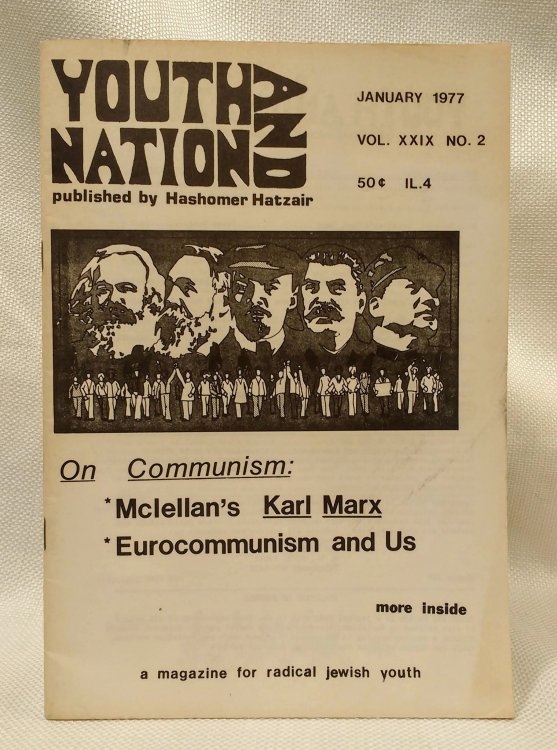 YOUTH AND
NATION
published by Hashomer Hatzair
JANUARY 1977
VOL. XXIX NO. 2
50¢ IL.4
On Communism:
*Mclellan's Karl Marx
*Eurocommunism and Us
more inside
a magazine for radical jewish youth